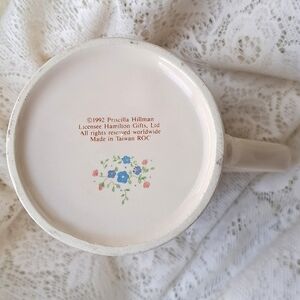 ©1992 Priscilla Hillman
Licensee Hamilton Gifts, Ltd
All rights reserved worldwide
Made in Taiwan ROC